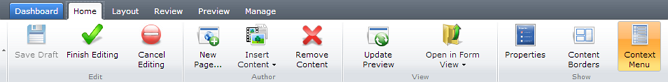 Dashboard Home Layout Review Preview Manage
Save Draft Finish Editing Cancel Editing New Page... Insert Content Remove Content Update Preview Open in Form View Properties Content Borders Context Menu
Edit Author View Show